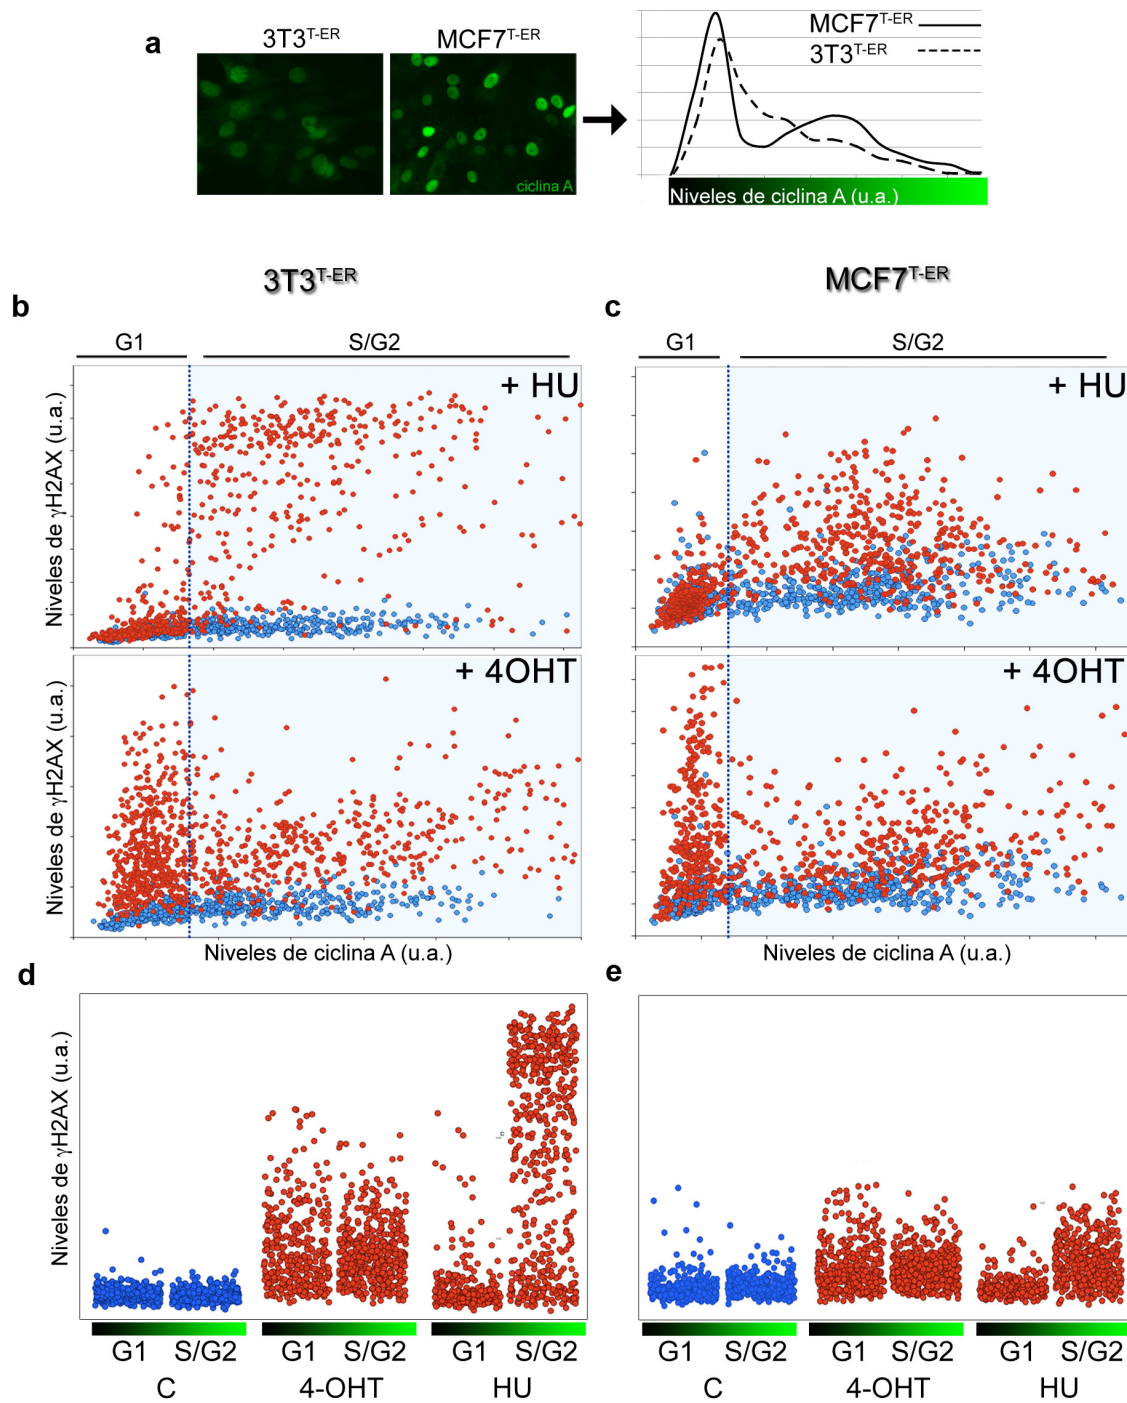 a
3T3T-ER
MCF7T-ER
ciclina A
MCF7T-ER
3T3T-ER
Niveles de ciclina A (u.a.)
3T3T-ER
MCF7T-ER
b
c
G1
S/G2
G1
S/G2
+ HU
+ HU
Niveles de γH2AX (u.a.)
+ 4OHT
+ 4OHT
Niveles de γH2AX (u.a.)
Niveles de ciclina A (u.a.)
Niveles de ciclina A (u.a.)
d
e
Niveles de γH2AX (u.a.)
G1 S/G2 G1 S/G2 G1 S/G2
C 4-OHT HU
G1 S/G2 G1 S/G2 G1 S/G2
C 4-OHT HU